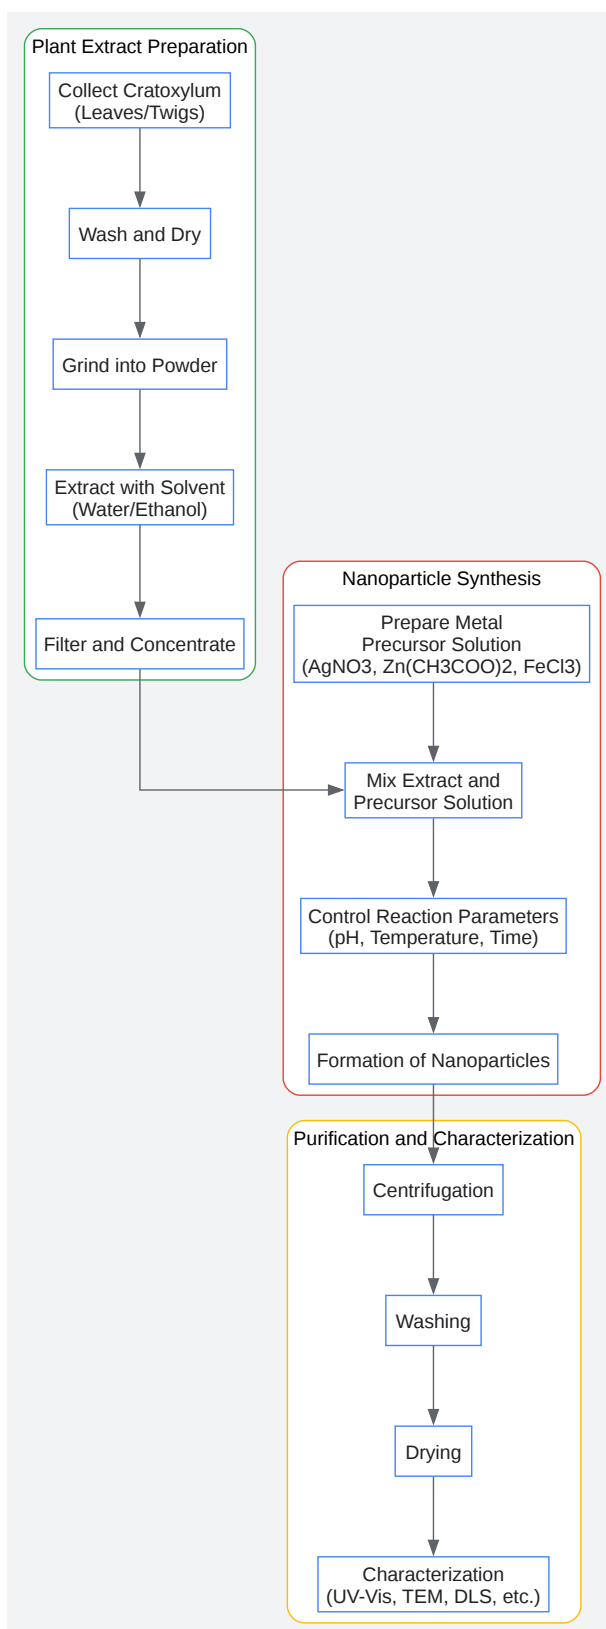 Plant Extract Preparation
Collect Cratoxylum
(Leaves/Twigs)
Wash and Dry
Grind into Powder
Extract with Solvent
(Water/Ethanol)
Filter and Concentrate
Nanoparticle Synthesis
Prepare Metal
Precursor Solution
(AgNO3, Zn(CH3COO)2, FeCl3)
Mix Extract and
Precursor Solution
Control Reaction Parameters
(pH, Temperature, Time)
Formation of Nanoparticles
Purification and Characterization
Centrifugation
Washing
Drying
Characterization
(UV-Vis, TEM, DLS, etc.)